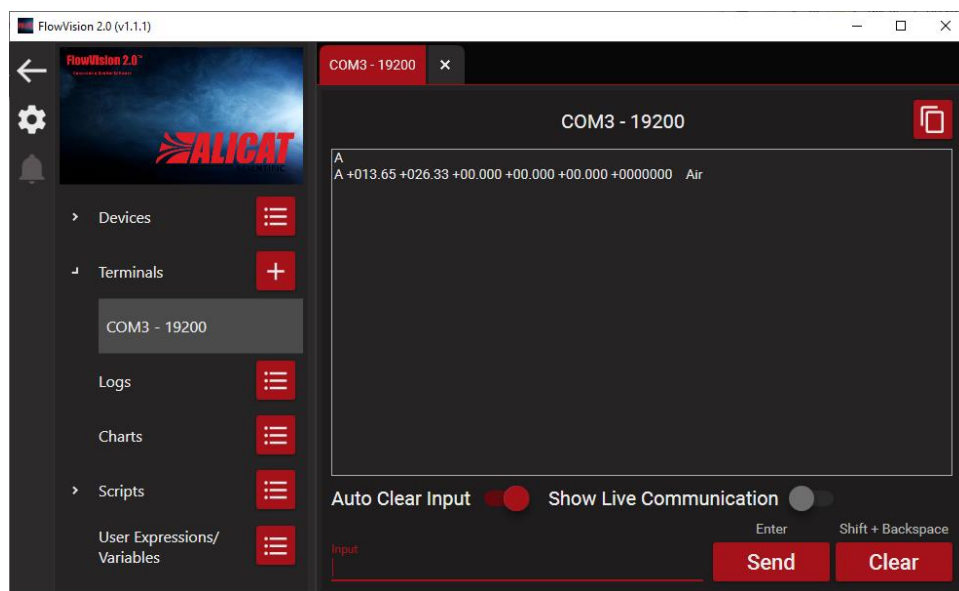 FlowVision 2.0 (v1.1.1)
FlowVision 2.0™
ALICAT
COM3 - 19200
COM3 - 19200
A
A +013.65 +026.33 +00.000 +00.000 +00.000 +0000000 Air
Devices
Terminals
COM3 - 19200
Logs
Charts
Scripts
User Expressions/
Variables
Auto Clear Input
Show Live Communication
Enter
Shift + Backspace
Input
Send
Clear